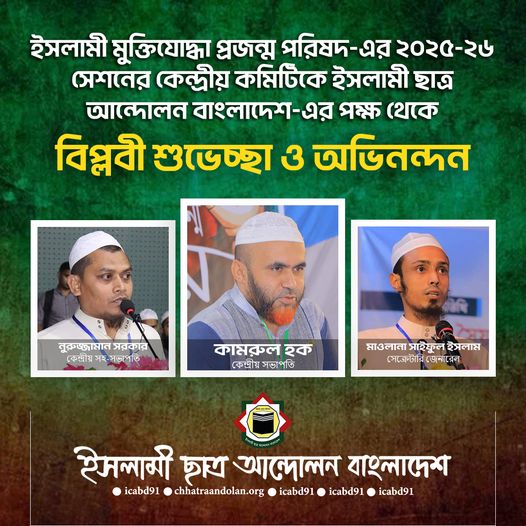 ইসলামী মুক্তিযোদ্ধা প্রজন্ম পরিষদ-এর ২০২৫-২৬
সেশনের কেন্দ্রীয় কমিটিকে ইসলামী ছাত্র
আন্দোলন বাংলাদেশ-এর পক্ষ থেকে
বিপ্লবী শুভেচ্ছা ও অভিনন্দন
নুরুজ্জামান সরকার
কেন্দ্রীয় সহ-সভাপতি
কামরুল হক
কেন্দ্রীয় সভাপতি
মাওলানা সাইফুল ইসলাম
সেক্রেটারি জেনারেল
ইসলামী ছাত্র আন্দোলন বাংলাদেশ
icabd91 chhatraandolan.org icabd91 icabd91 icabd91